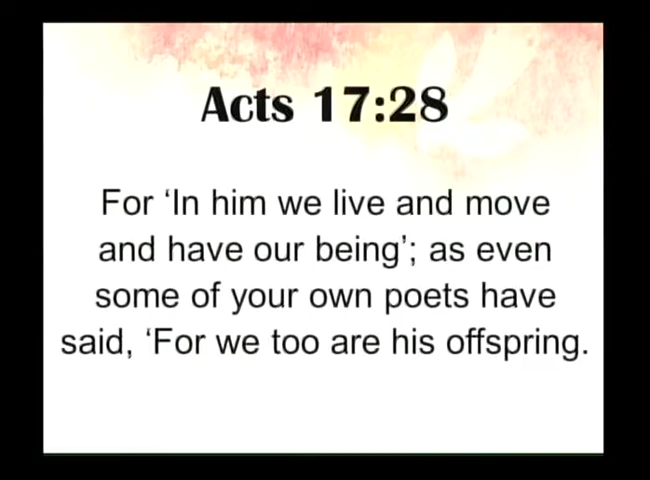 Acts 17:28
For ‘In him we live and move
and have our being’; as even
some of your own poets have
said, ‘For we too are his offspring.